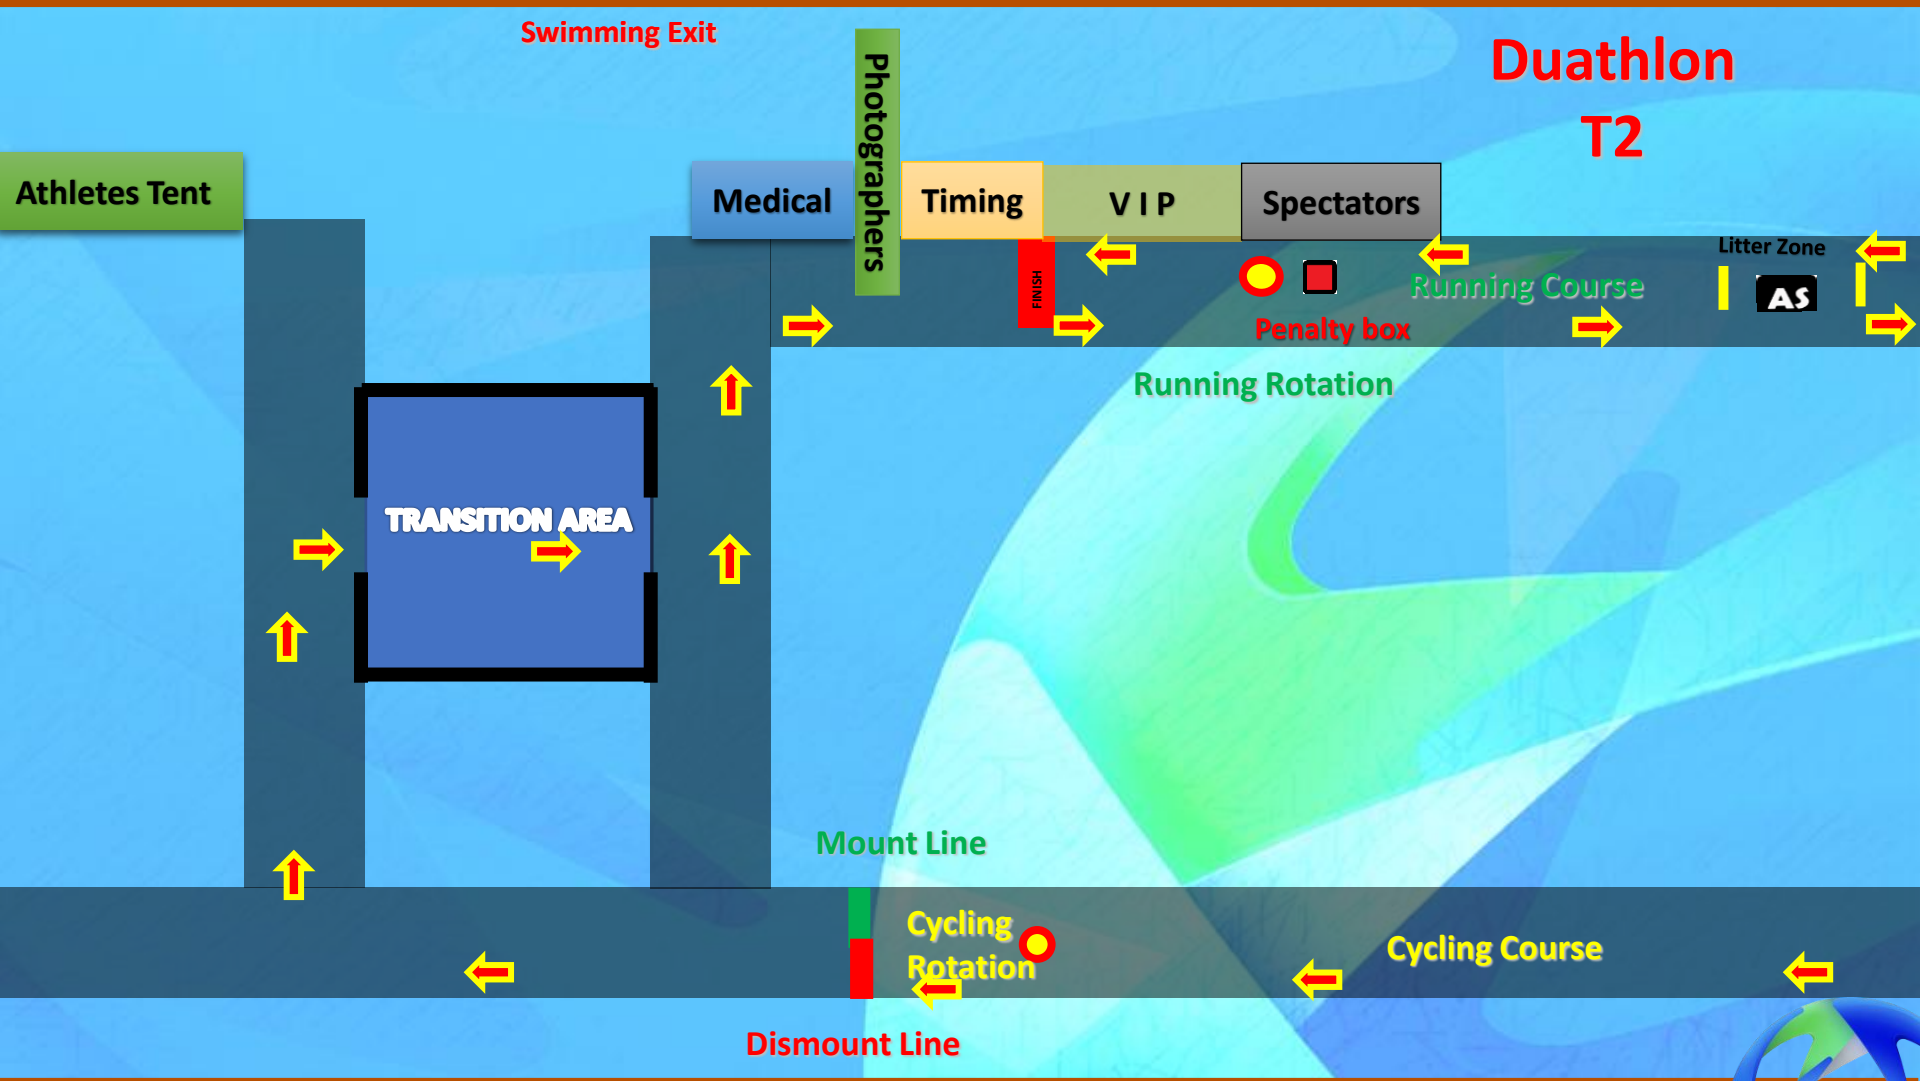 Swimming Exit
Duathlon
T2
Photographers
Athletes Tent
Medical
Timing
V I P
Spectators
Litter Zone
FINISH
Running Course
AS
Penalty box
Running Rotation
TRANSITION AREA
Mount Line
Cycling
Rotation
Cycling Course
Dismount Line